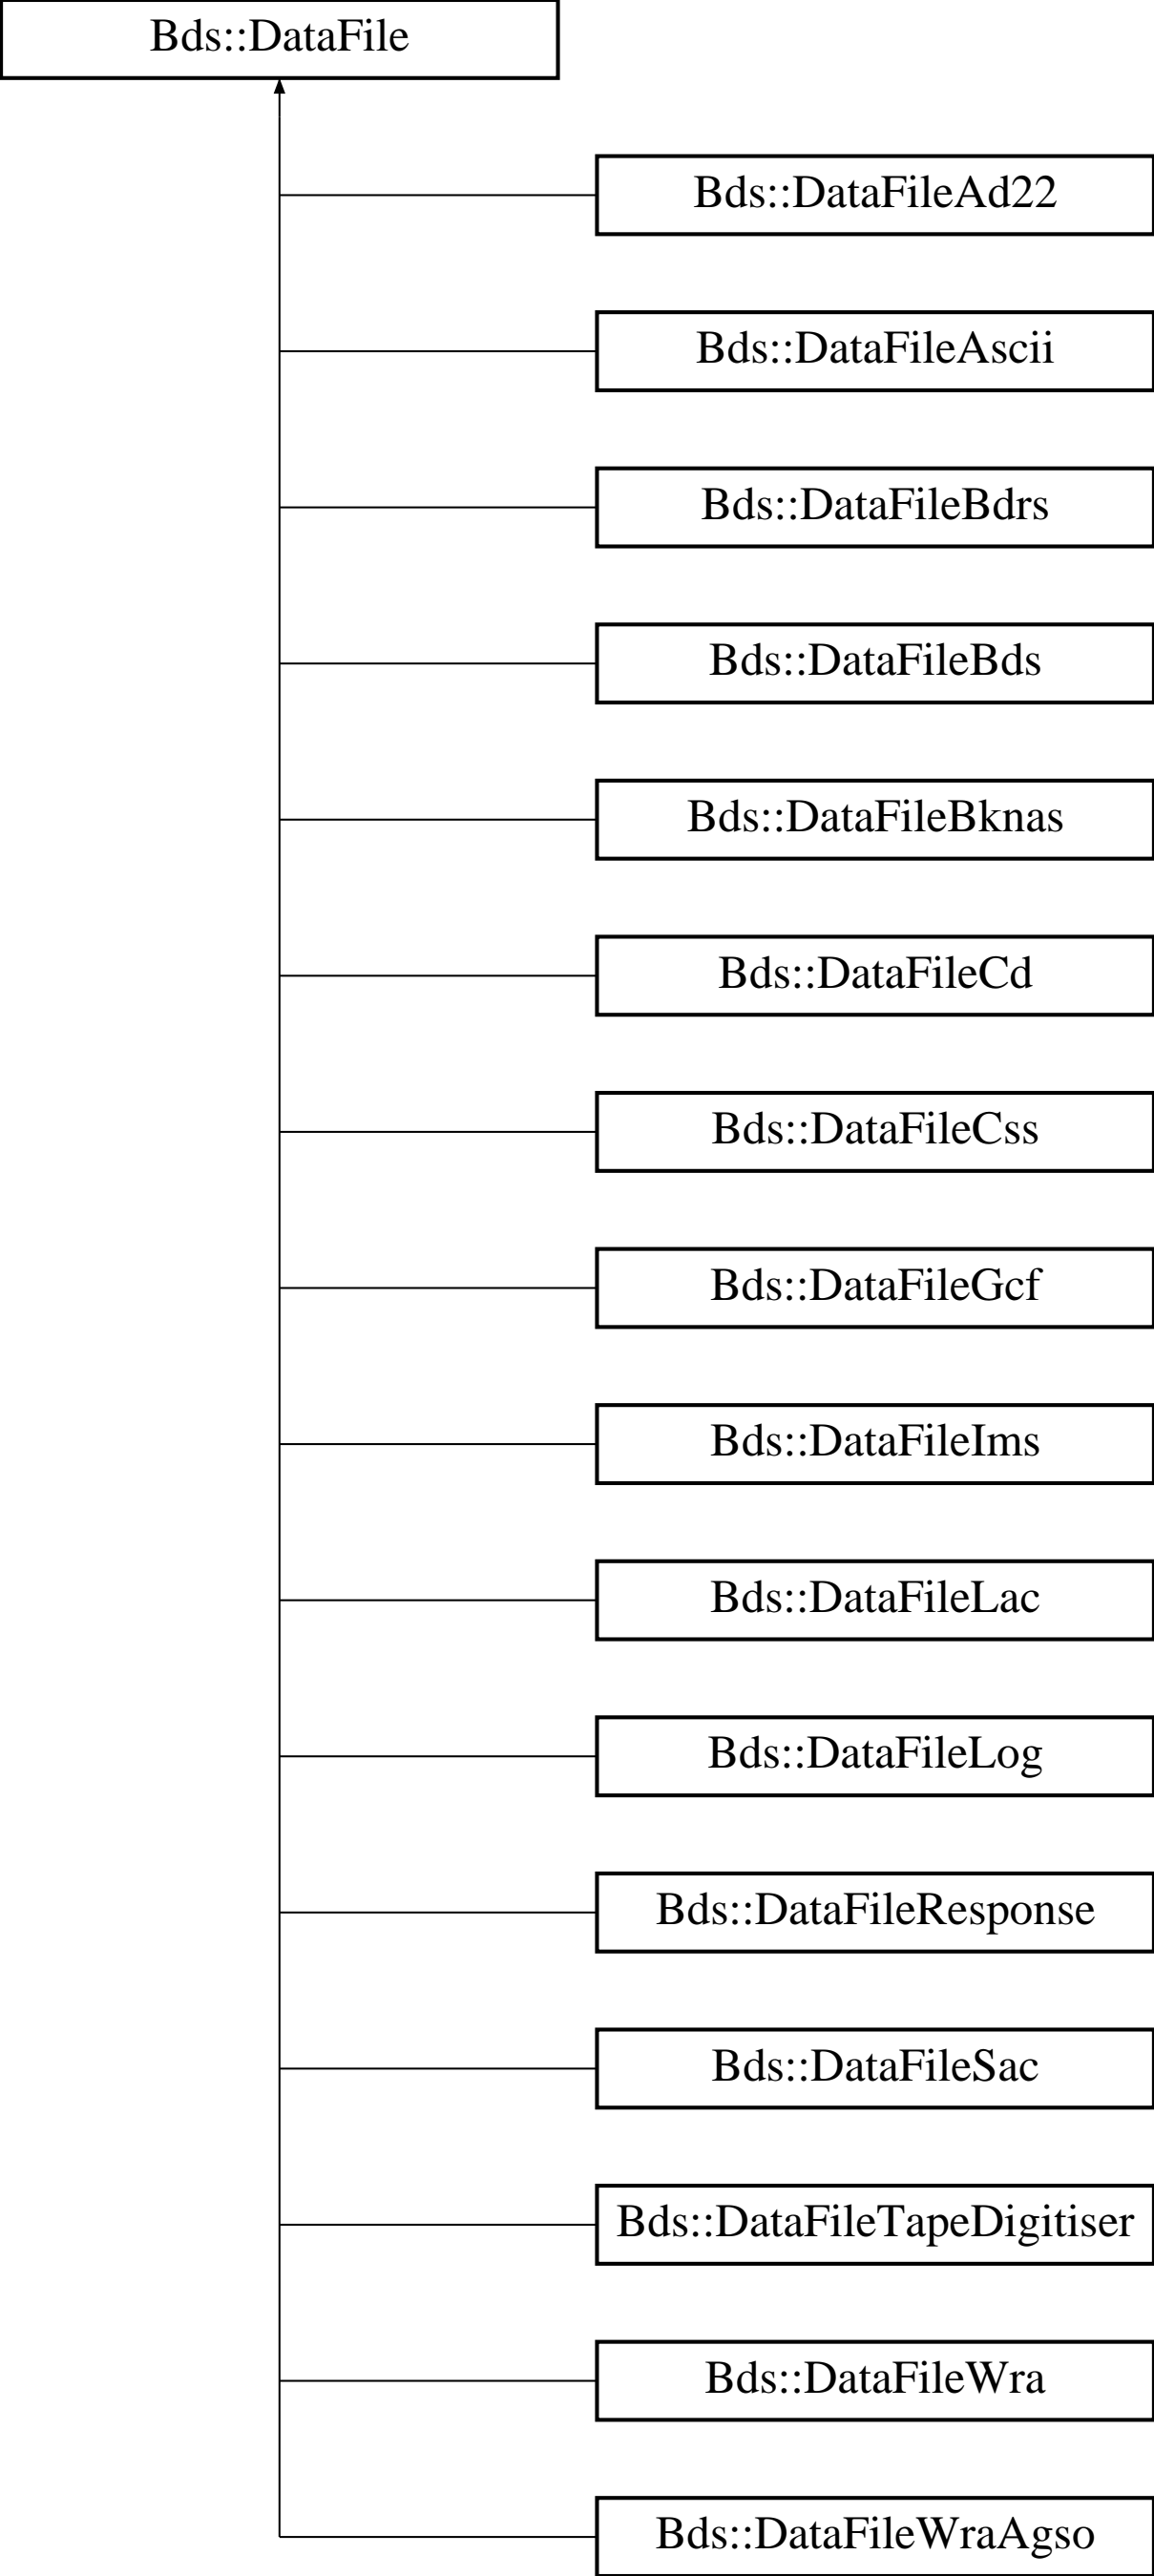 Bds::DataFile
Bds::DataFileAd22
Bds::DataFileAscii
Bds::DataFileBdrs
Bds::DataFileBds
Bds::DataFileBknas
Bds::DataFileCd
Bds::DataFileCss
Bds::DataFileGcf
Bds::DataFileIms
Bds::DataFileLac
Bds::DataFileLog
Bds::DataFileResponse
Bds::DataFileSac
Bds::DataFileTapeDigitiser
Bds::DataFileWra
Bds::DataFileWraAgso